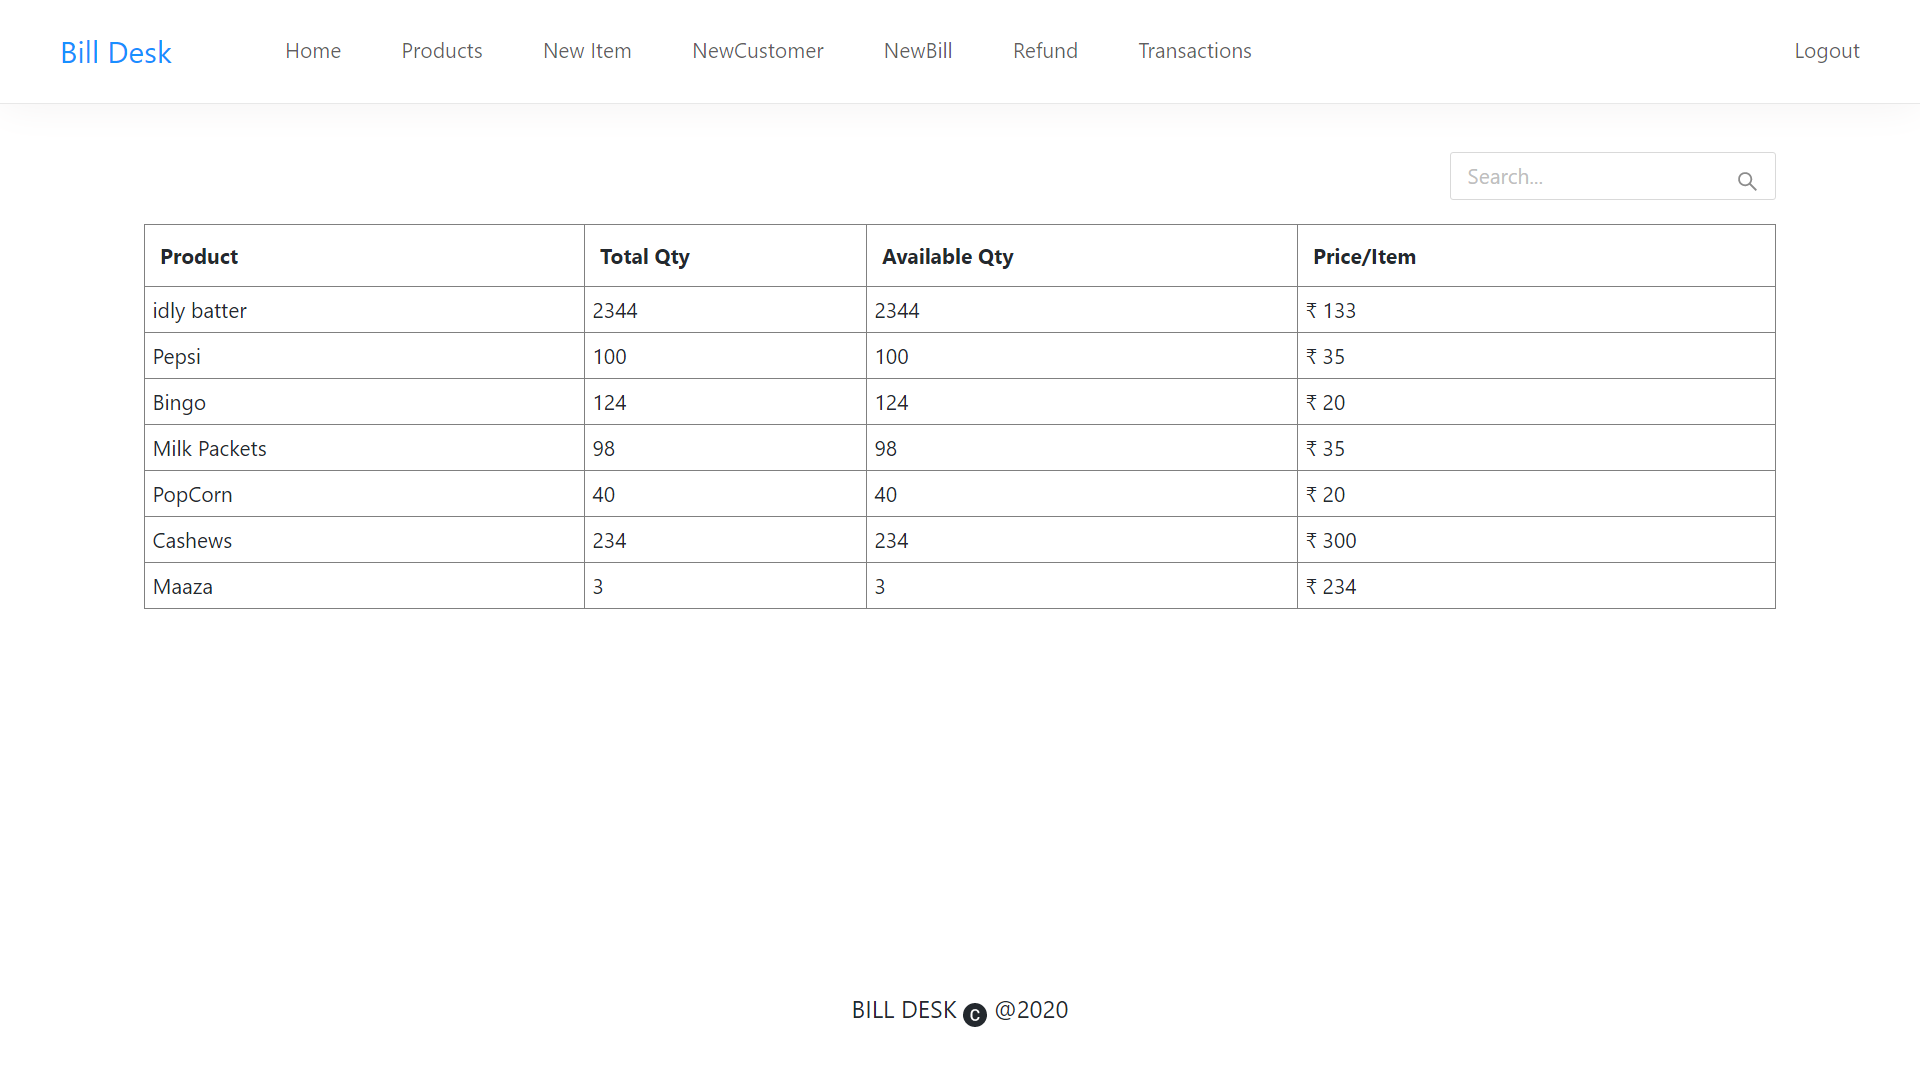 Bill Desk Home Products New Item NewCustomer NewBill Refund Transactions Logout
Search...
Product Total Qty Available Qty Price/Item
idly batter 2344 2344 ₹ 133
Pepsi 100 100 ₹ 35
Bingo 124 124 ₹ 20
Milk Packets 98 98 ₹ 35
PopCorn 40 40 ₹ 20
Cashews 234 234 ₹ 300
Maaza 3 3 ₹ 234
BILL DESK C @2020